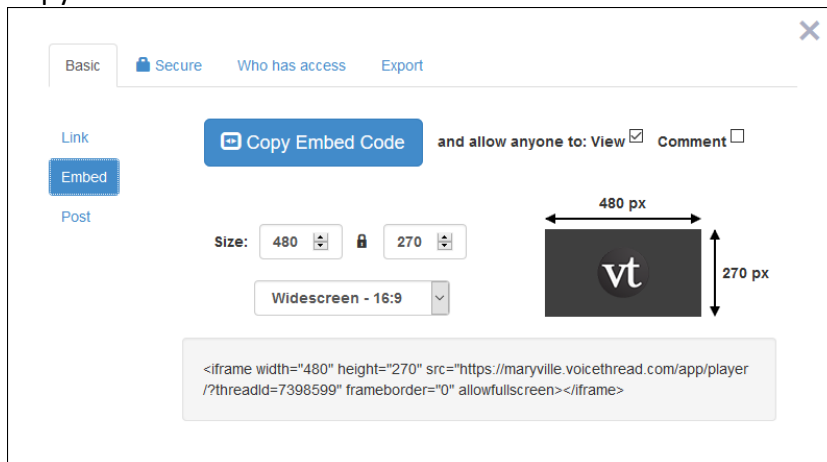 Basic Secure Who has access Export
Link
Copy Embed Code and allow anyone to: View Comment
Embed
Post
480 px
Size: 480 270
vt
270 px
Widescreen - 16:9
<iframe width="480" height="270" src="https://maryville.voicethread.com/app/player
/?threadId=7398599" frameborder="0" allowfullscreen></iframe>